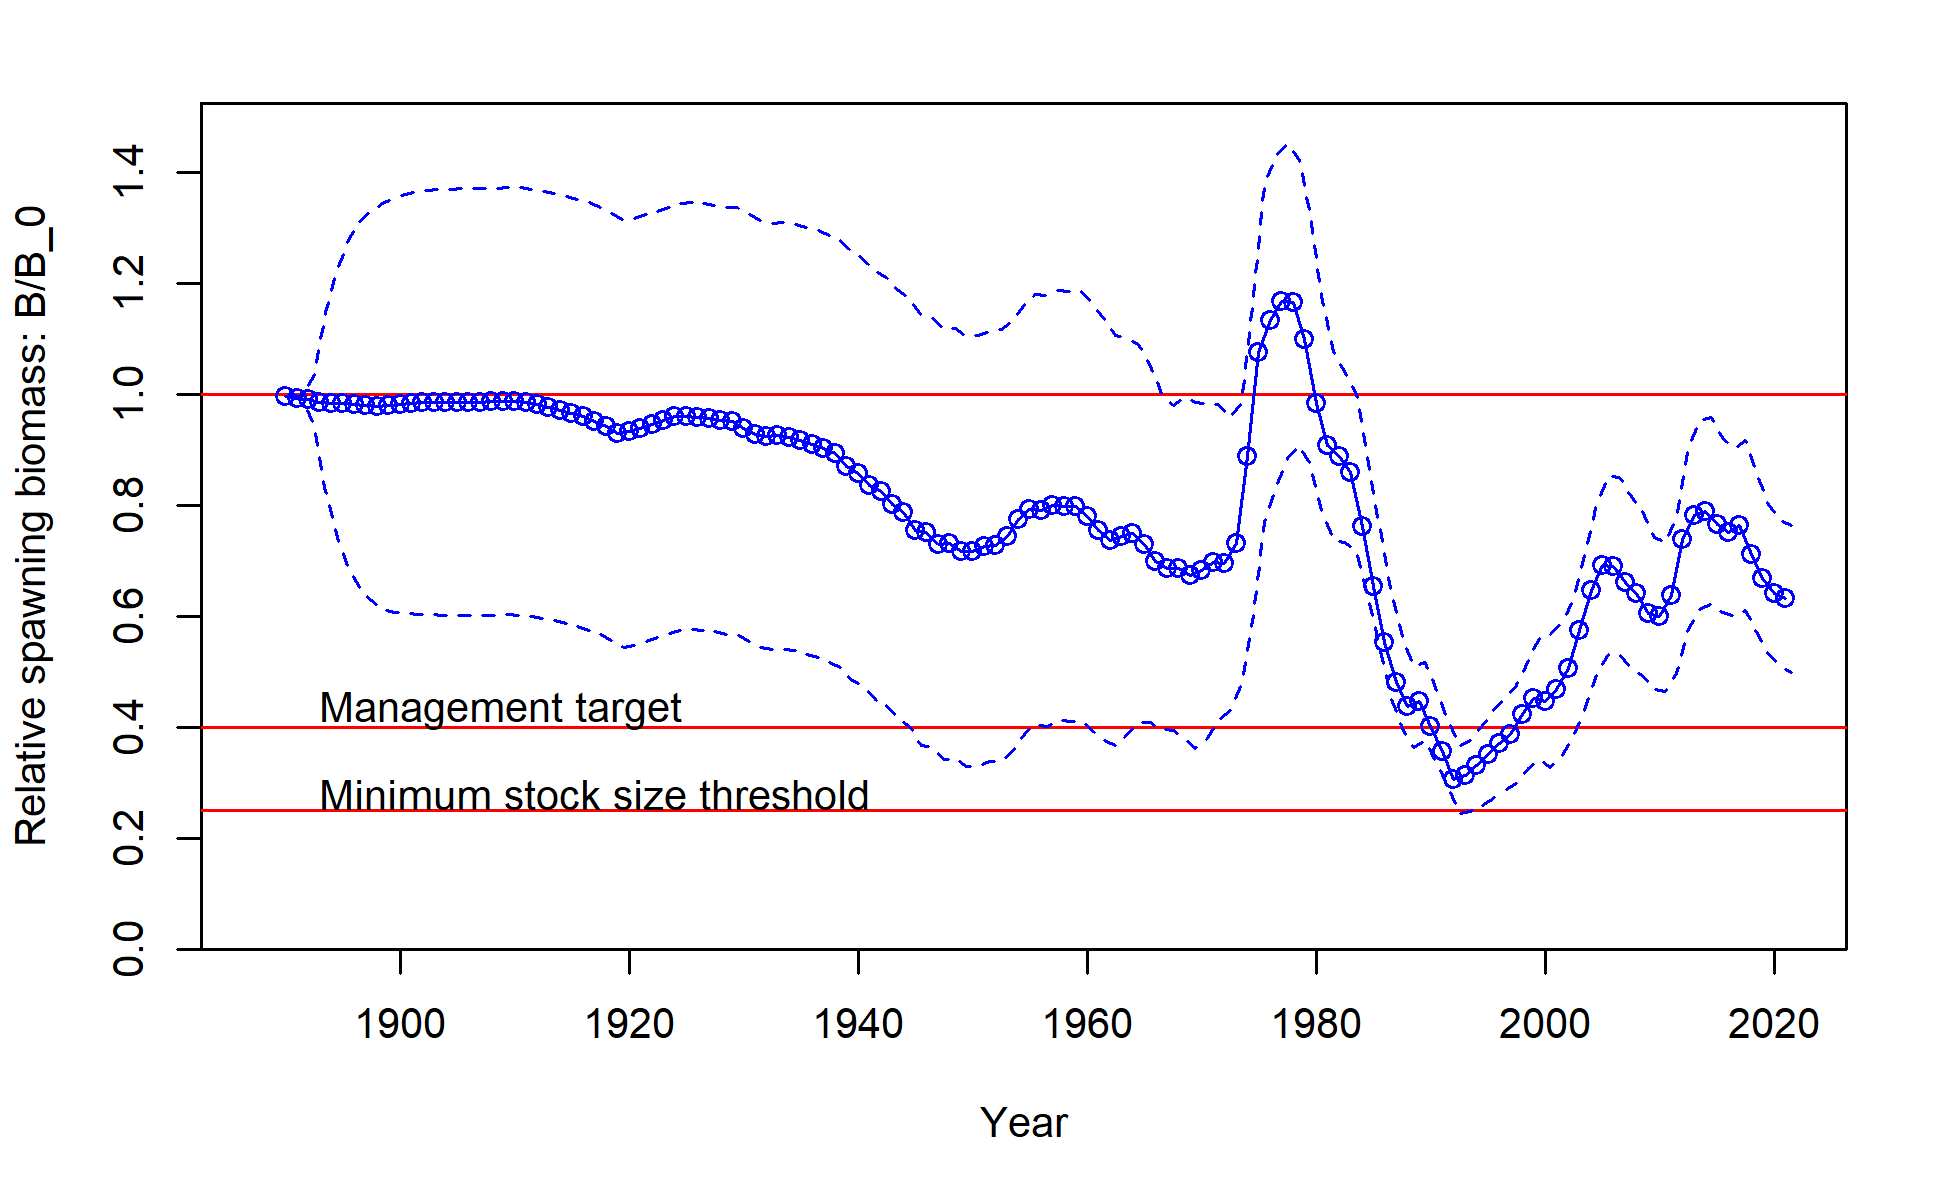 Relative spawning biomass: B/B_0
1.4
1.2
1.0
0.8
0.6
0.4
0.2
0.0
Management target
Minimum stock size threshold
1900 1920 1940 1960 1980 2000 2020
Year